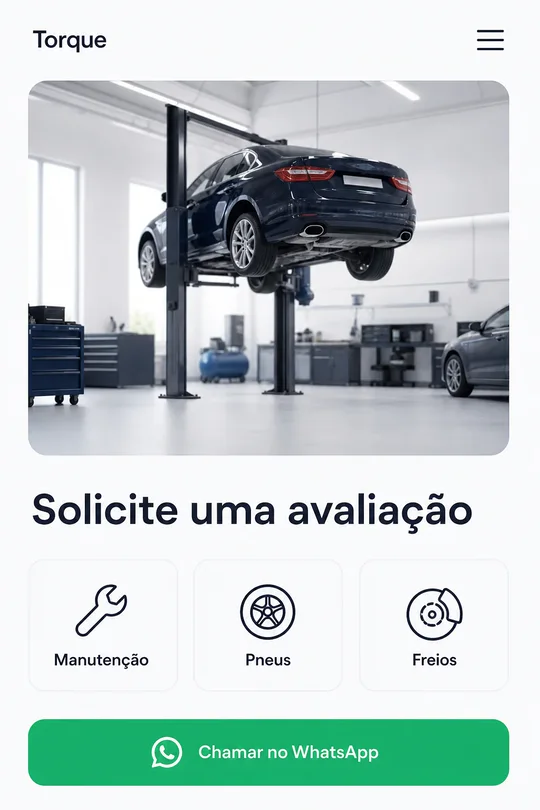 Torque
Solicite uma avaliação
Manutenção
Pneus
Freios
Chamar no WhatsApp